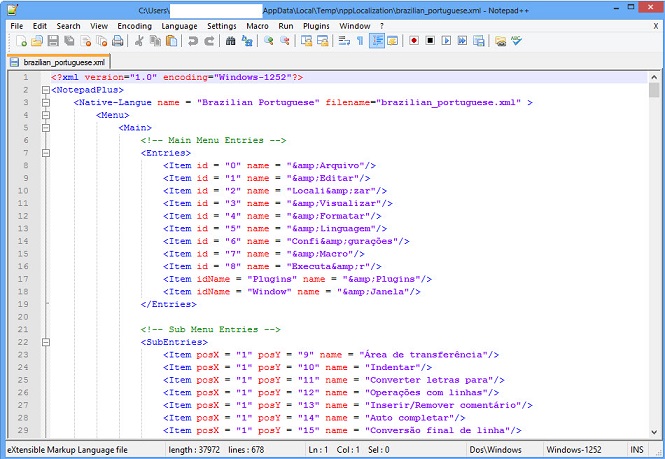 C:\Users\ AppData\Local\Temp\nppLocalization\brazilian_portuguese.xml - Notepad++
File Edit Search View Encoding Language Settings Macro Run Plugins Window ? X
brazilian_portuguese.xml
1 <?xml version="1.0" encoding="Windows-1252"?>
2 <NotepadPlus>
3 <Native-Langue name = "Brazilian Portuguese" filename="brazilian_portuguese.xml" >
4 <Menu>
5 <Main>
6 <!-- Main Menu Entries -->
7 <Entries>
8 <Item id = "0" name = "&amp;Arquivo"/>
9 <Item id = "1" name = "&amp;Editar"/>
10 <Item id = "2" name = "Locali&amp;zar"/>
11 <Item id = "3" name = "&amp;Visualizar"/>
12 <Item id = "4" name = "&amp;Formatar"/>
13 <Item id = "5" name = "&amp;Linguagem"/>
14 <Item id = "6" name = "Confi&amp;gurações"/>
15 <Item id = "7" name = "&amp;Macro"/>
16 <Item id = "8" name = "Executa&amp;r"/>
17 <Item idName = "Plugins" name = "&amp;Plugins"/>
18 <Item idName = "Window" name = "&amp;Janela"/>
19 </Entries>
20
21 <!-- Sub Menu Entries -->
22 <SubEntries>
23 <Item posX = "1" posY = "9" name = "Área de transferência"/>
24 <Item posX = "1" posY = "10" name = "Indentar"/>
25 <Item posX = "1" posY = "11" name = "Converter letras para"/>
26 <Item posX = "1" posY = "12" name = "Operações com linhas"/>
27 <Item posX = "1" posY = "13" name = "Inserir/Remover comentário"/>
28 <Item posX = "1" posY = "14" name = "Auto completar"/>
29 <Item posX = "1" posY = "15" name = "Conversão final de linha"/>
eXtensible Markup Language file length : 37972 lines : 678 Ln : 1 Col : 1 Sel : 0 Dos\Windows Windows-1252 INS